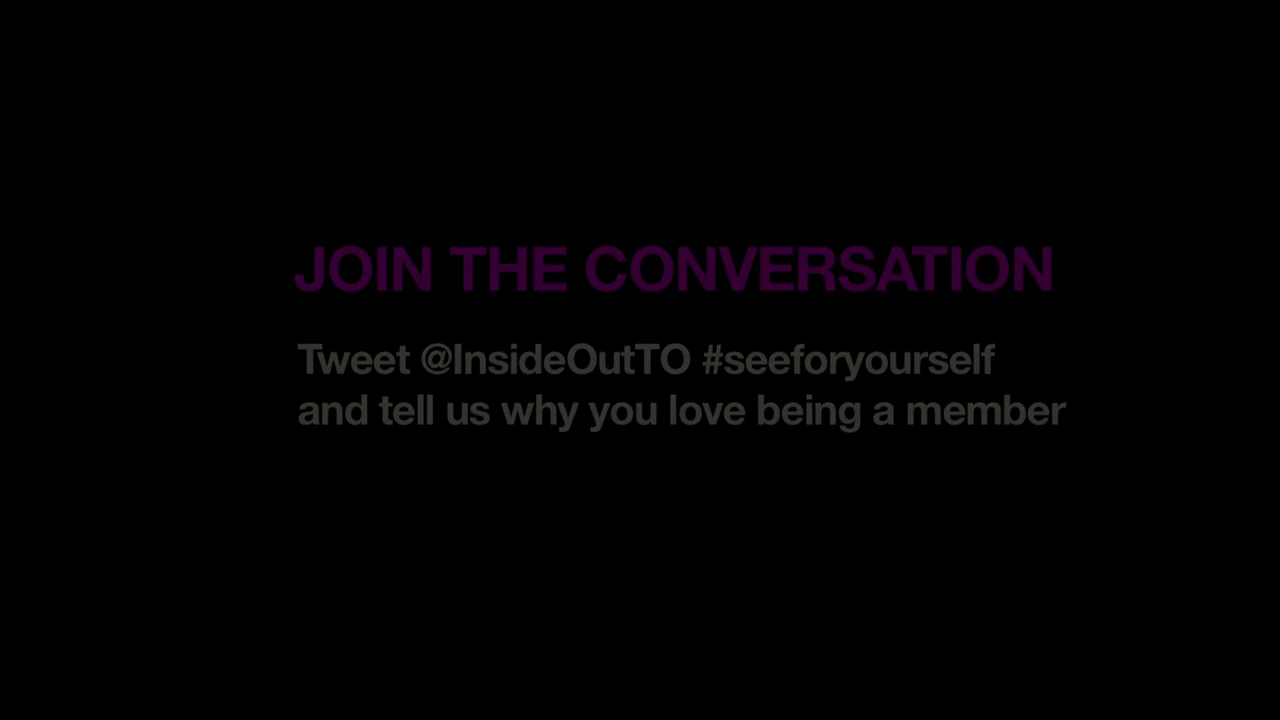 JOIN THE CONVERSATION
Tweet @InsideOutTO #seeforyourself
and tell us why you love being a member